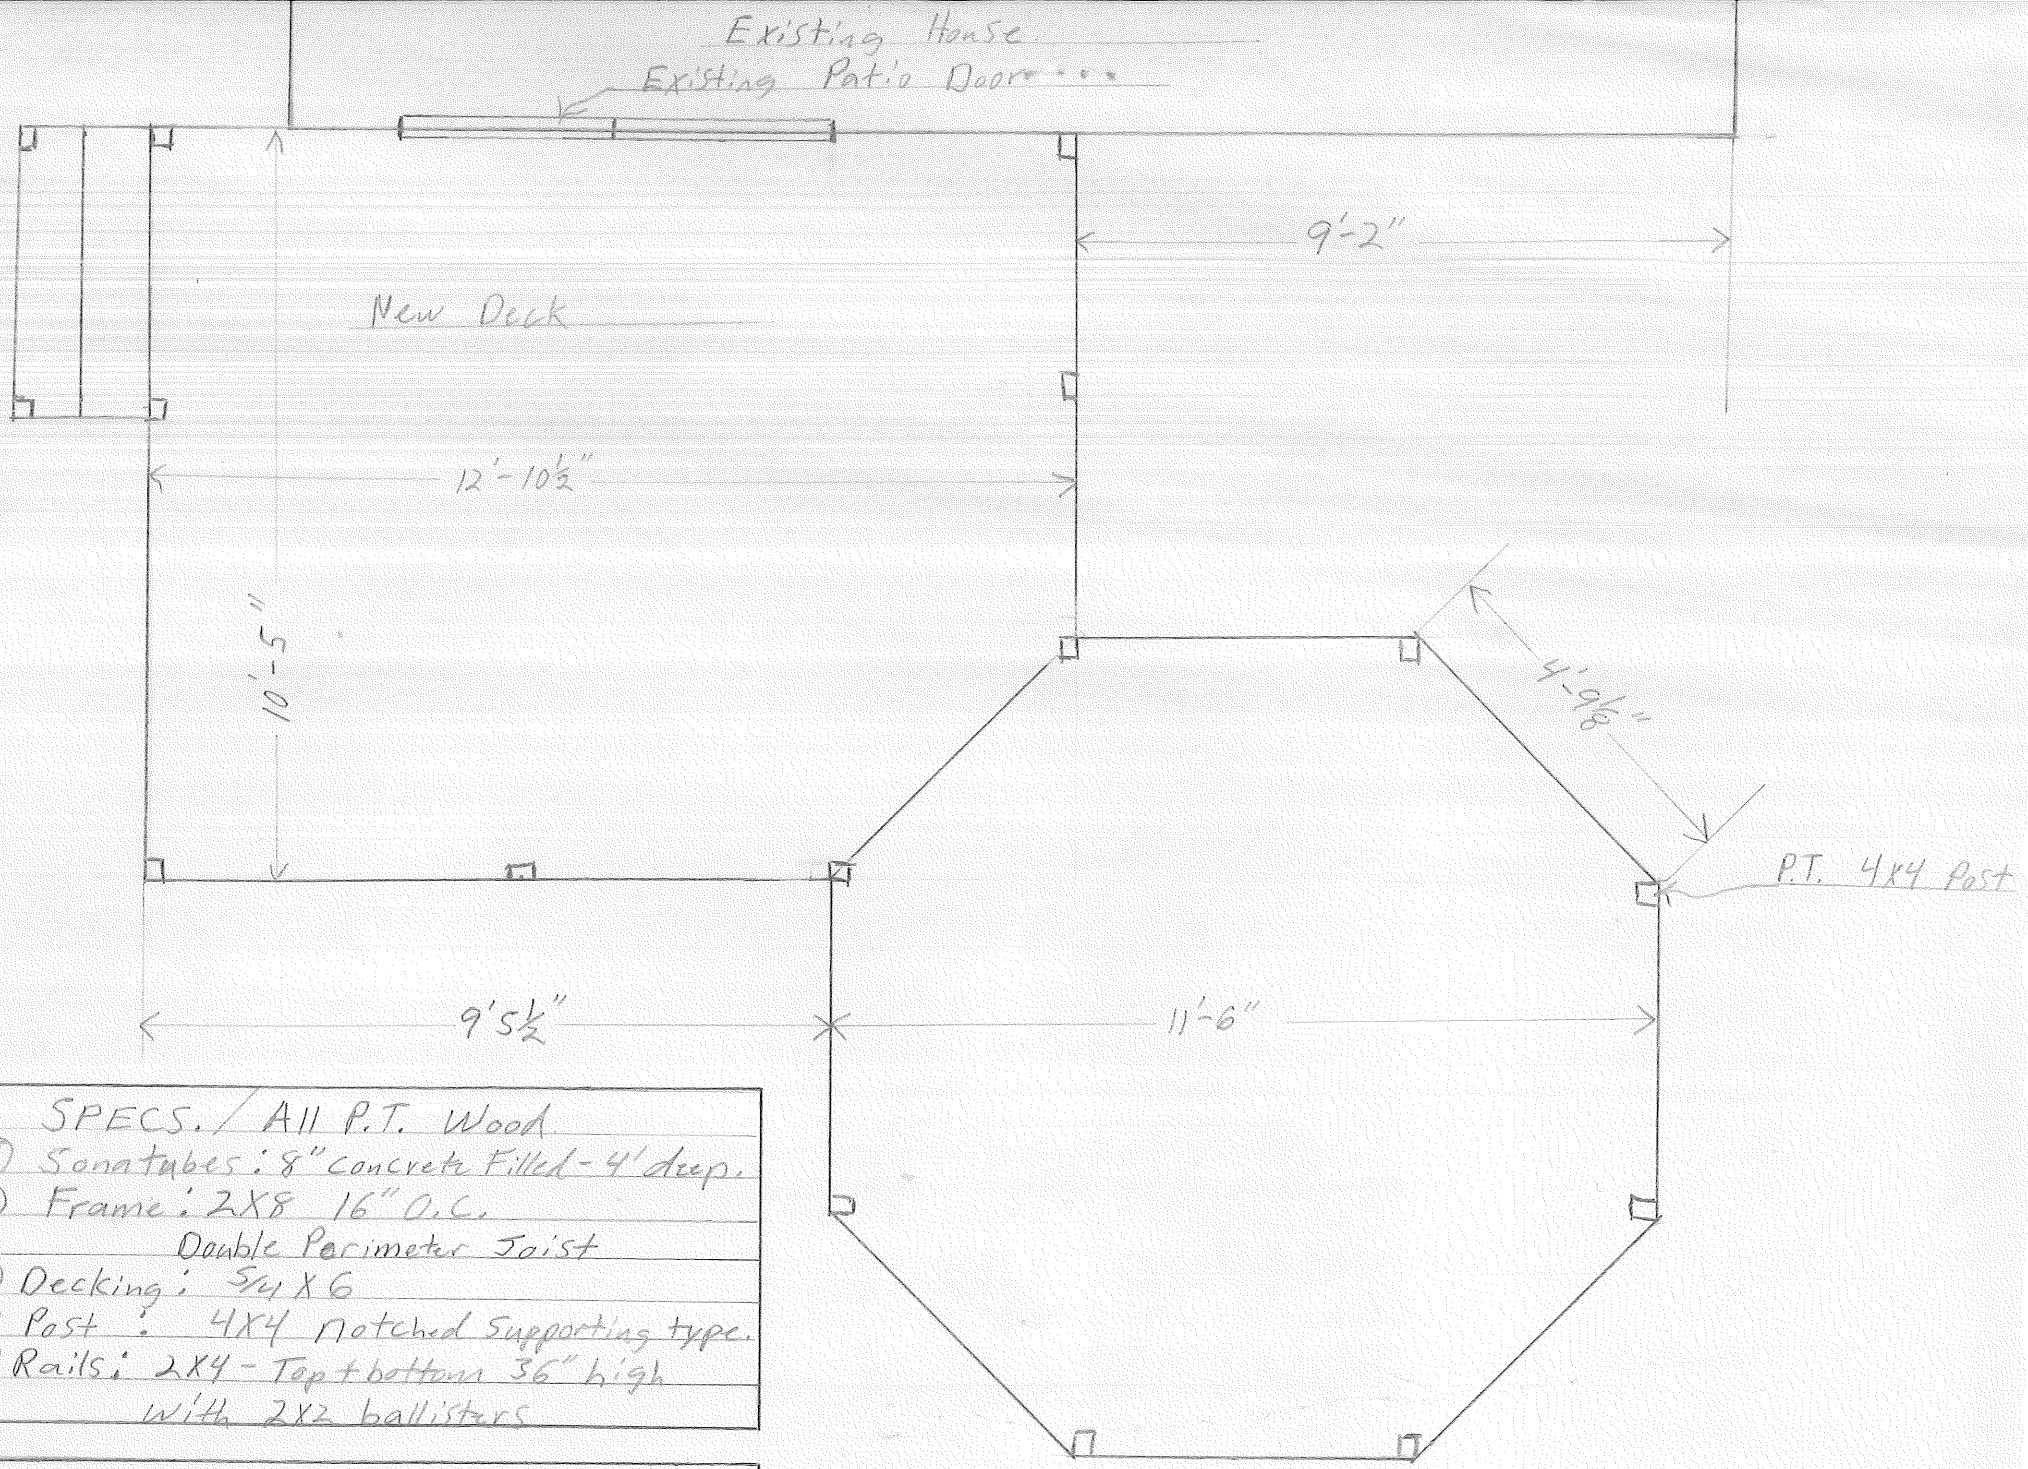 Existing House.
Existing Patio Door
9'-2"
New Deck
12'-10½"
10'-5"
4'-9⅛"
P.T. 4x4 Post
9'5½"
11'-6"
SPECS. / All P.T. Wood
Sonatubes: 8" concrete Filled - 4' deep.
Frame: 2X8 16" O.C.
Double Perimeter Joist
Decking: 5/4 X 6
Post : 4X4 notched supporting type.
Rails: 2X4 - Top + bottom 36" high
with 2x2 ballisters